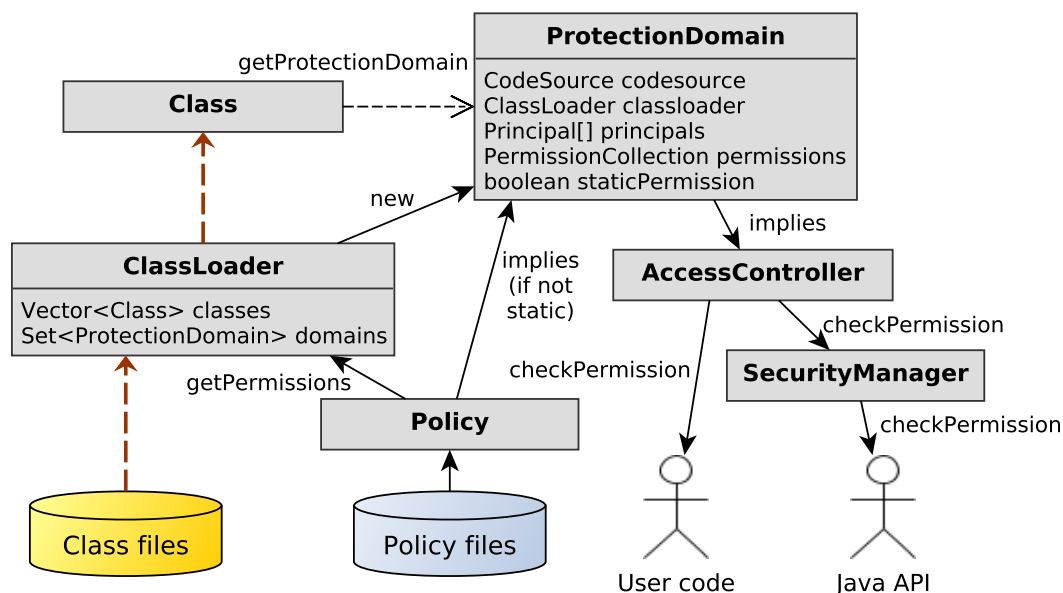 ProtectionDomain
getProtectionDomain
CodeSource codesource
Class
ClassLoader classloader
Principal[] principals
PermissionCollection permissions
boolean staticPermission
new
implies
ClassLoader
implies
(if not
static)
AccessController
Vector<Class> classes
Set<ProtectionDomain> domains
checkPermission
checkPermission
SecurityManager
getPermissions
Policy
checkPermission
Class files
Policy files
User code
Java API